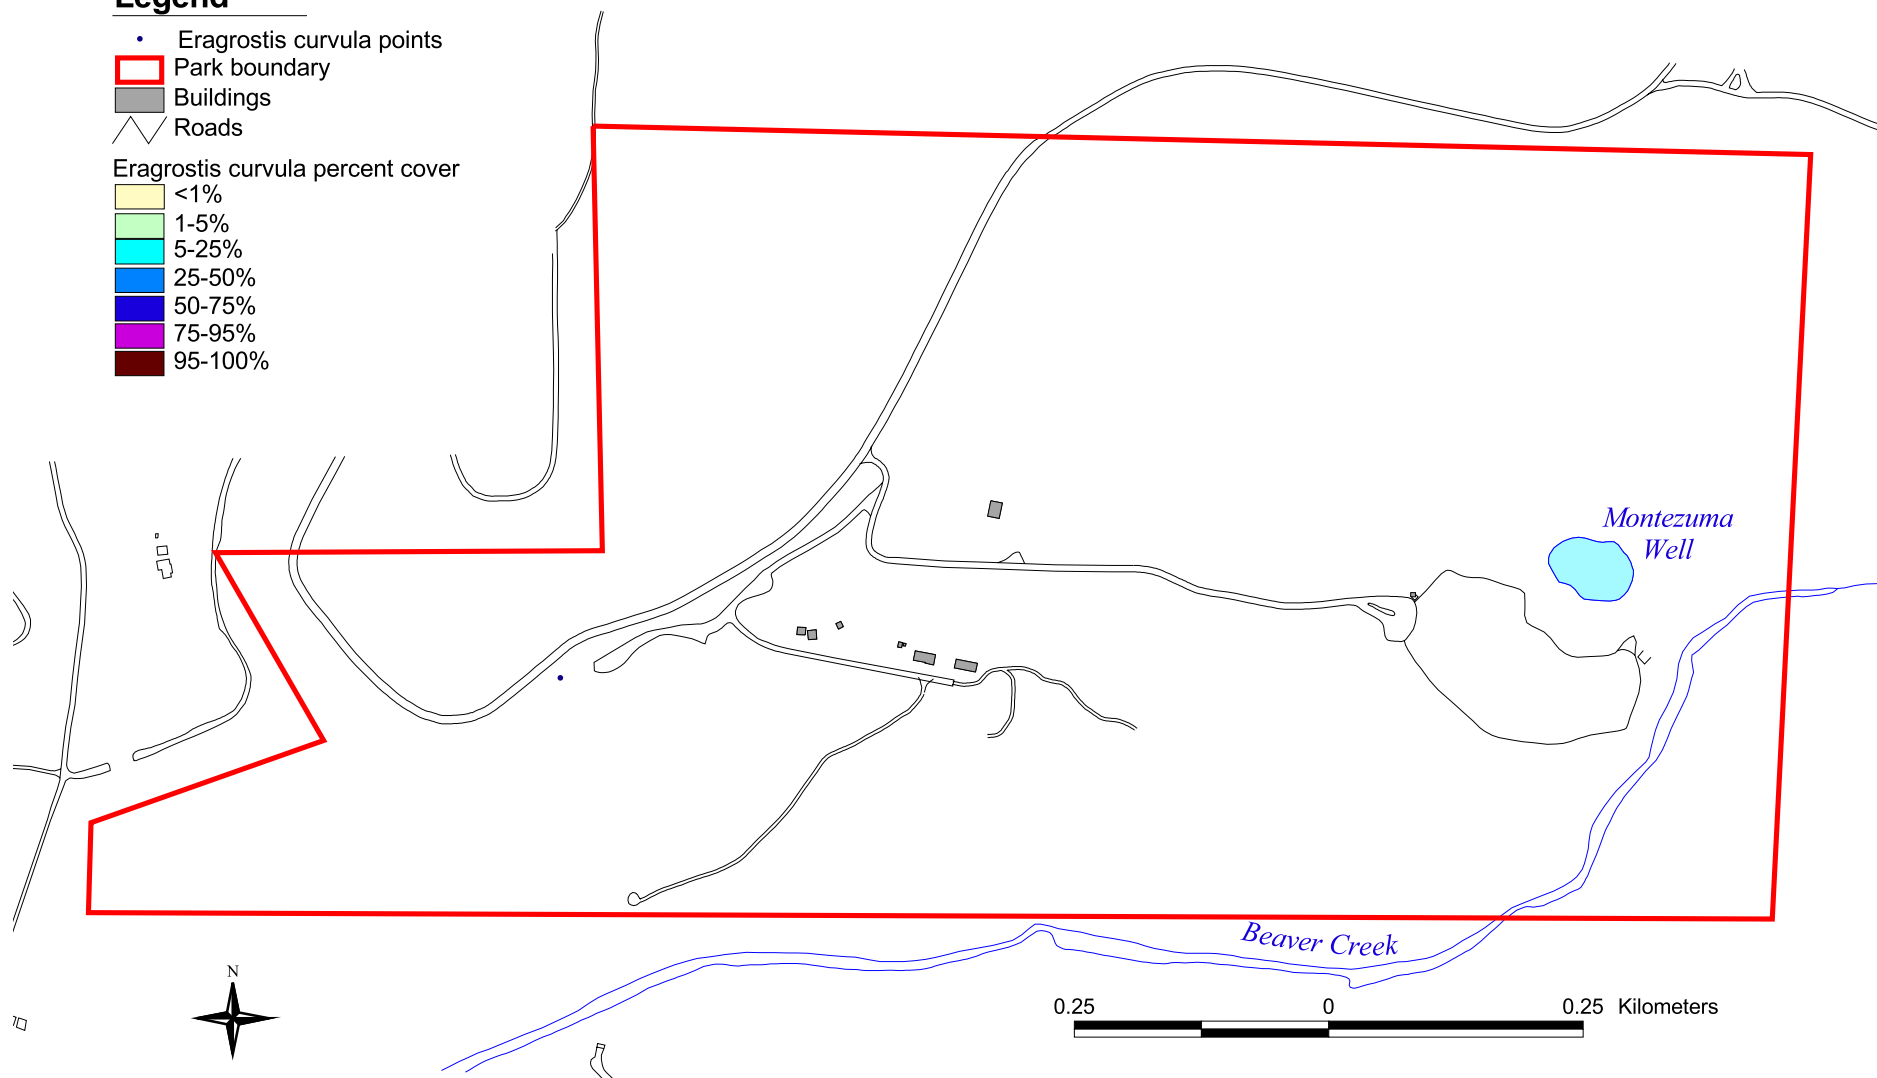 Legend
Eragrostis curvula points
Park boundary
Buildings
Roads
Eragrostis curvula percent cover
<1%
1-5%
5-25%
25-50%
50-75%
75-95%
95-100%
Montezuma
Well
Beaver Creek
N
0.25 0 0.25 Kilometers